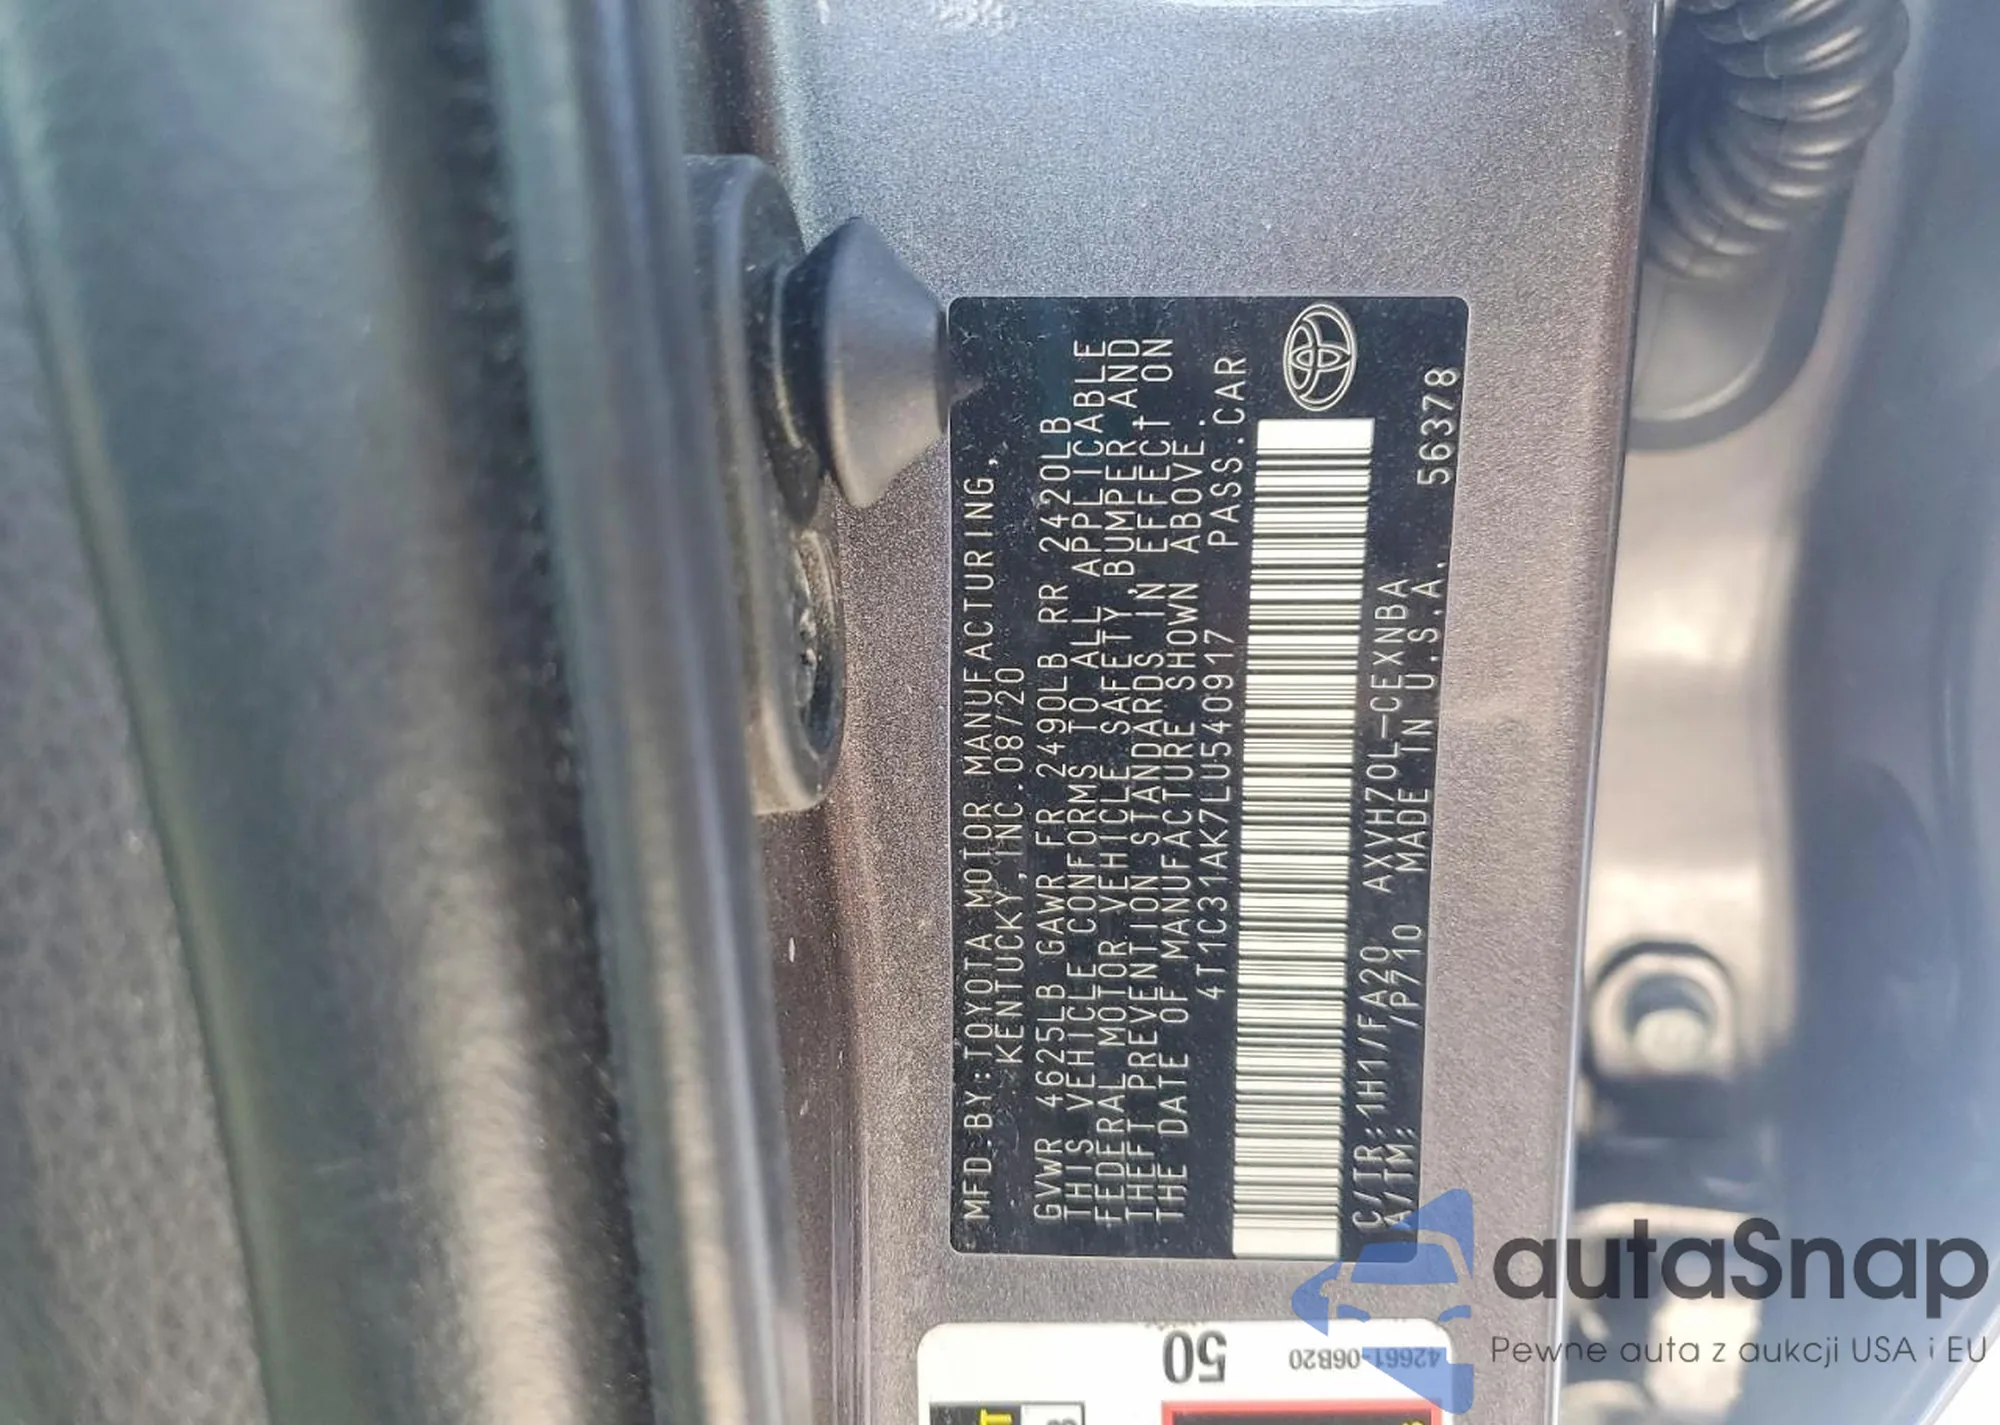 MFD.BY:TOYOTA MOTOR MANUFACTURING,
KENTUCKY,INC.08/20
GVWR 4625LB GAWR FR 2490LB RR 2420LB
THIS VEHICLE CONFORMS TO ALL APPLICABLE
FEDERAL MOTOR VEHICLE SAFETY,BUMPER AND
THEFT PREVENTION STANDARDS IN EFFECT ON
THE DATE OF MANUFACTURE SHOWN ABOVE.
4T1C31AK7LU540917 PASS.CAR
C/TR:1H1/FA20 AXVH70L-CEXNBA
A/TM: /P710 MADE IN U.S.A. 56378
50
42661-06B20
autaSnap
Pewne auta z aukcji USA i EU